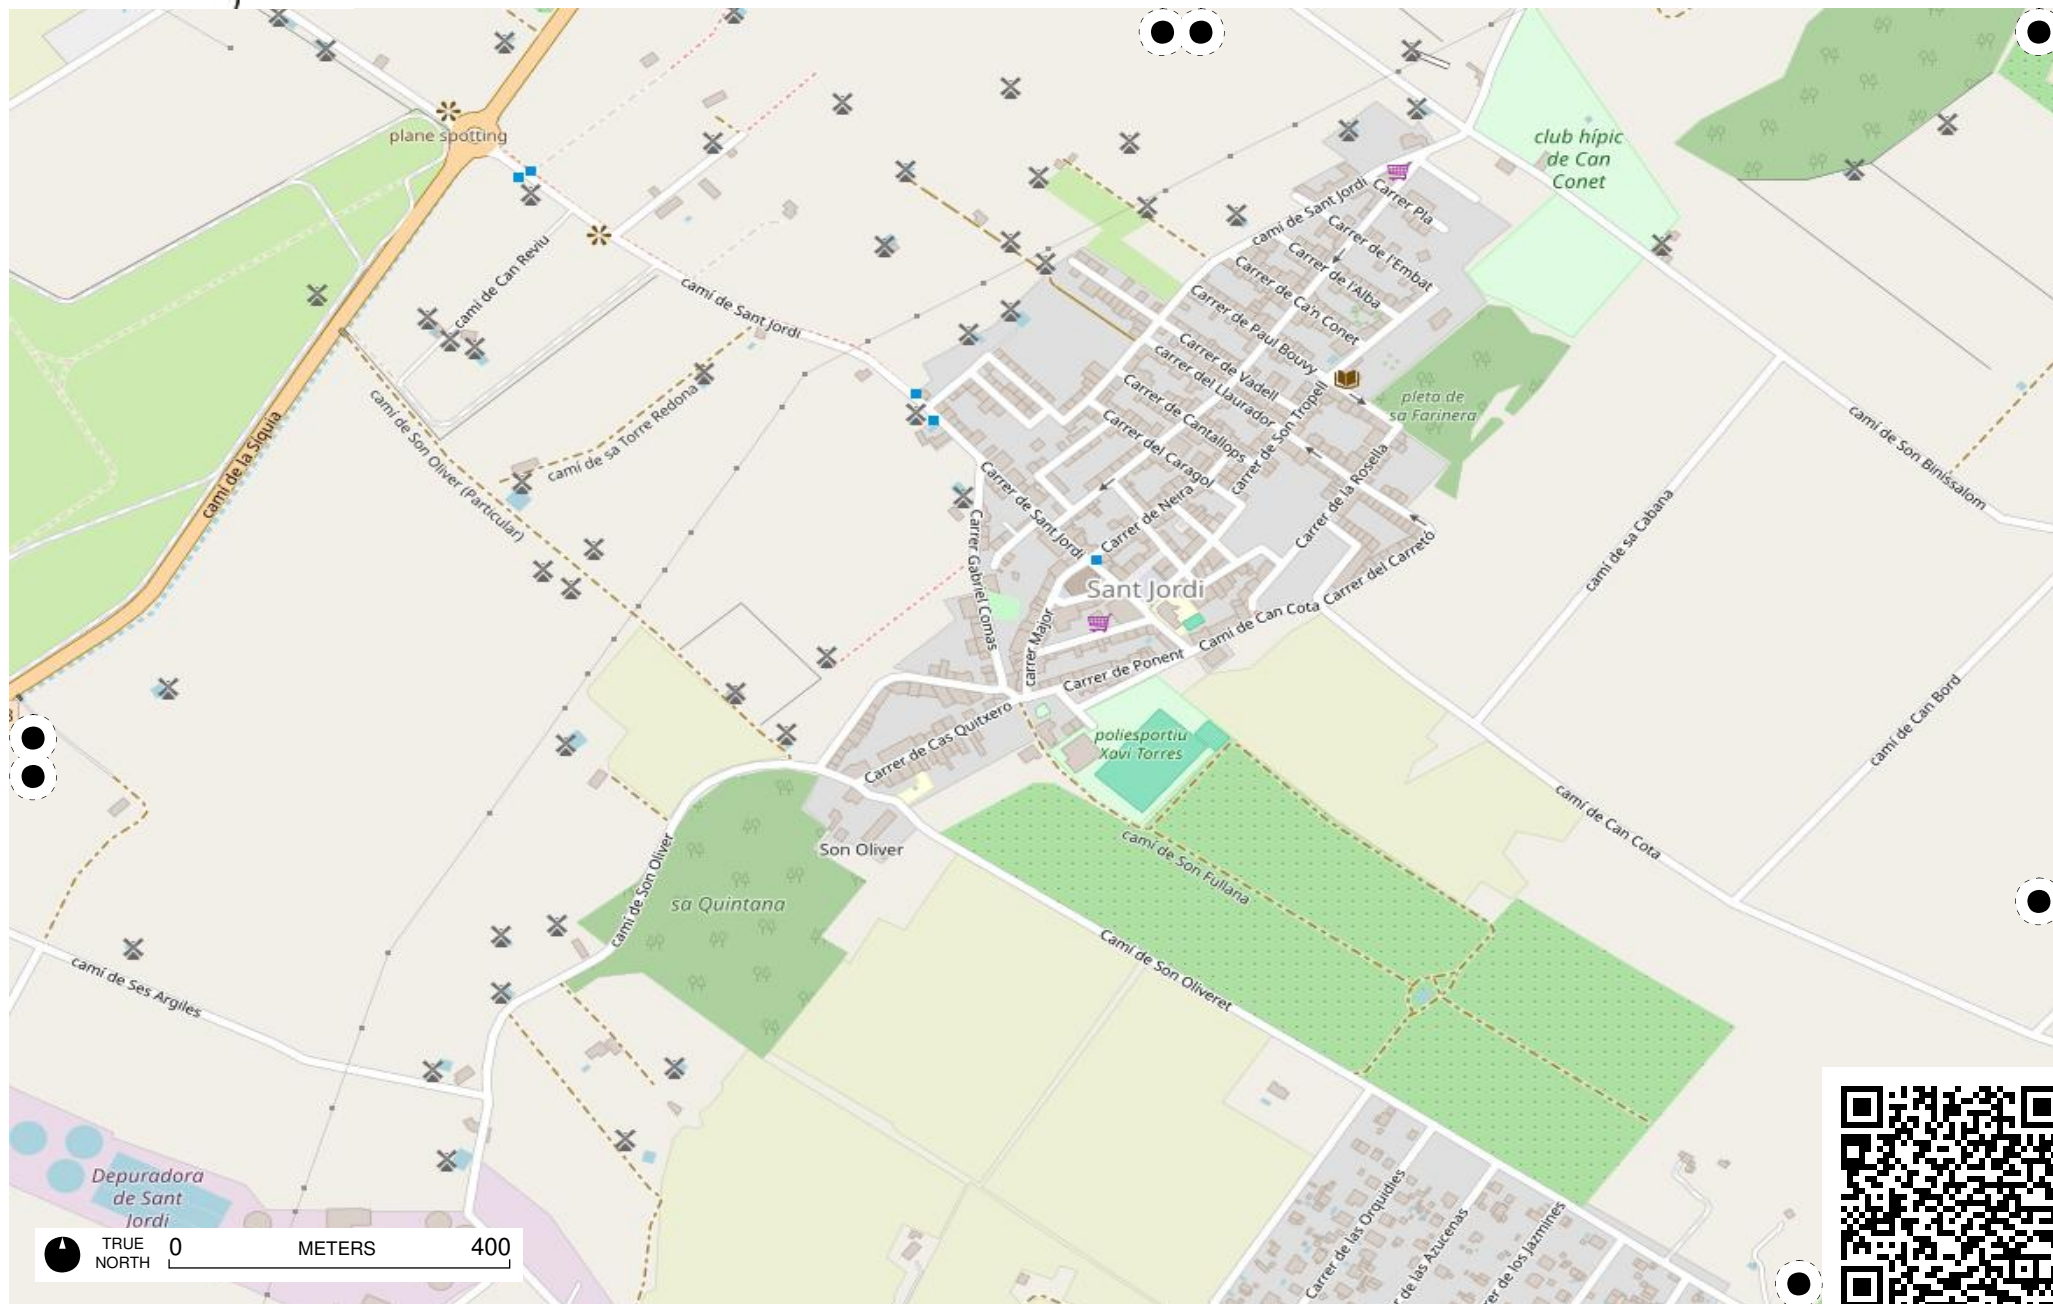 plane spotting
club hípic
de Can
Conet
camí de Sant Jordi
Carrer Pla
Carrer de l'Embat
Carrer de l'Alba
Carrer de Ca'n Conet
Carrer de Paul Bouvy
camí de Can Reviu
camí de Sant Jordi
Carrer de Vadell
carrer del Llaurador
carrer de Son Tropell
Carrer de Cantallops
Carrer del Caragol
pleta de
sa Farinera
camí de sa Torre Redona
camí de Son Oliver (Particular)
camí de la Síquia
camí de Son Binissalom
Carrer de Sant Jordi
Carrer de Neira
Carrer de la Rosella
Carrer del Carretó
camí de sa Cabana
Carrer Gabriel Comas
Sant Jordi
carrer Major
Camí de Can Cota
Carrer de Ponent
Carrer de Cas Quitxero
poliesportiu
Xavi Torres
camí de Can Bord
camí de Can Cota
Son Oliver
camí de Son Oliver
sa Quintana
camí de Son Fullana
Camí de Son Oliveret
camí de Ses Argiles
Depuradora
de Sant
Jordi
Carrer de las Orquidies
r de las Azucenas
rer de los Jazmines
TRUE
NORTH
0 METERS 400